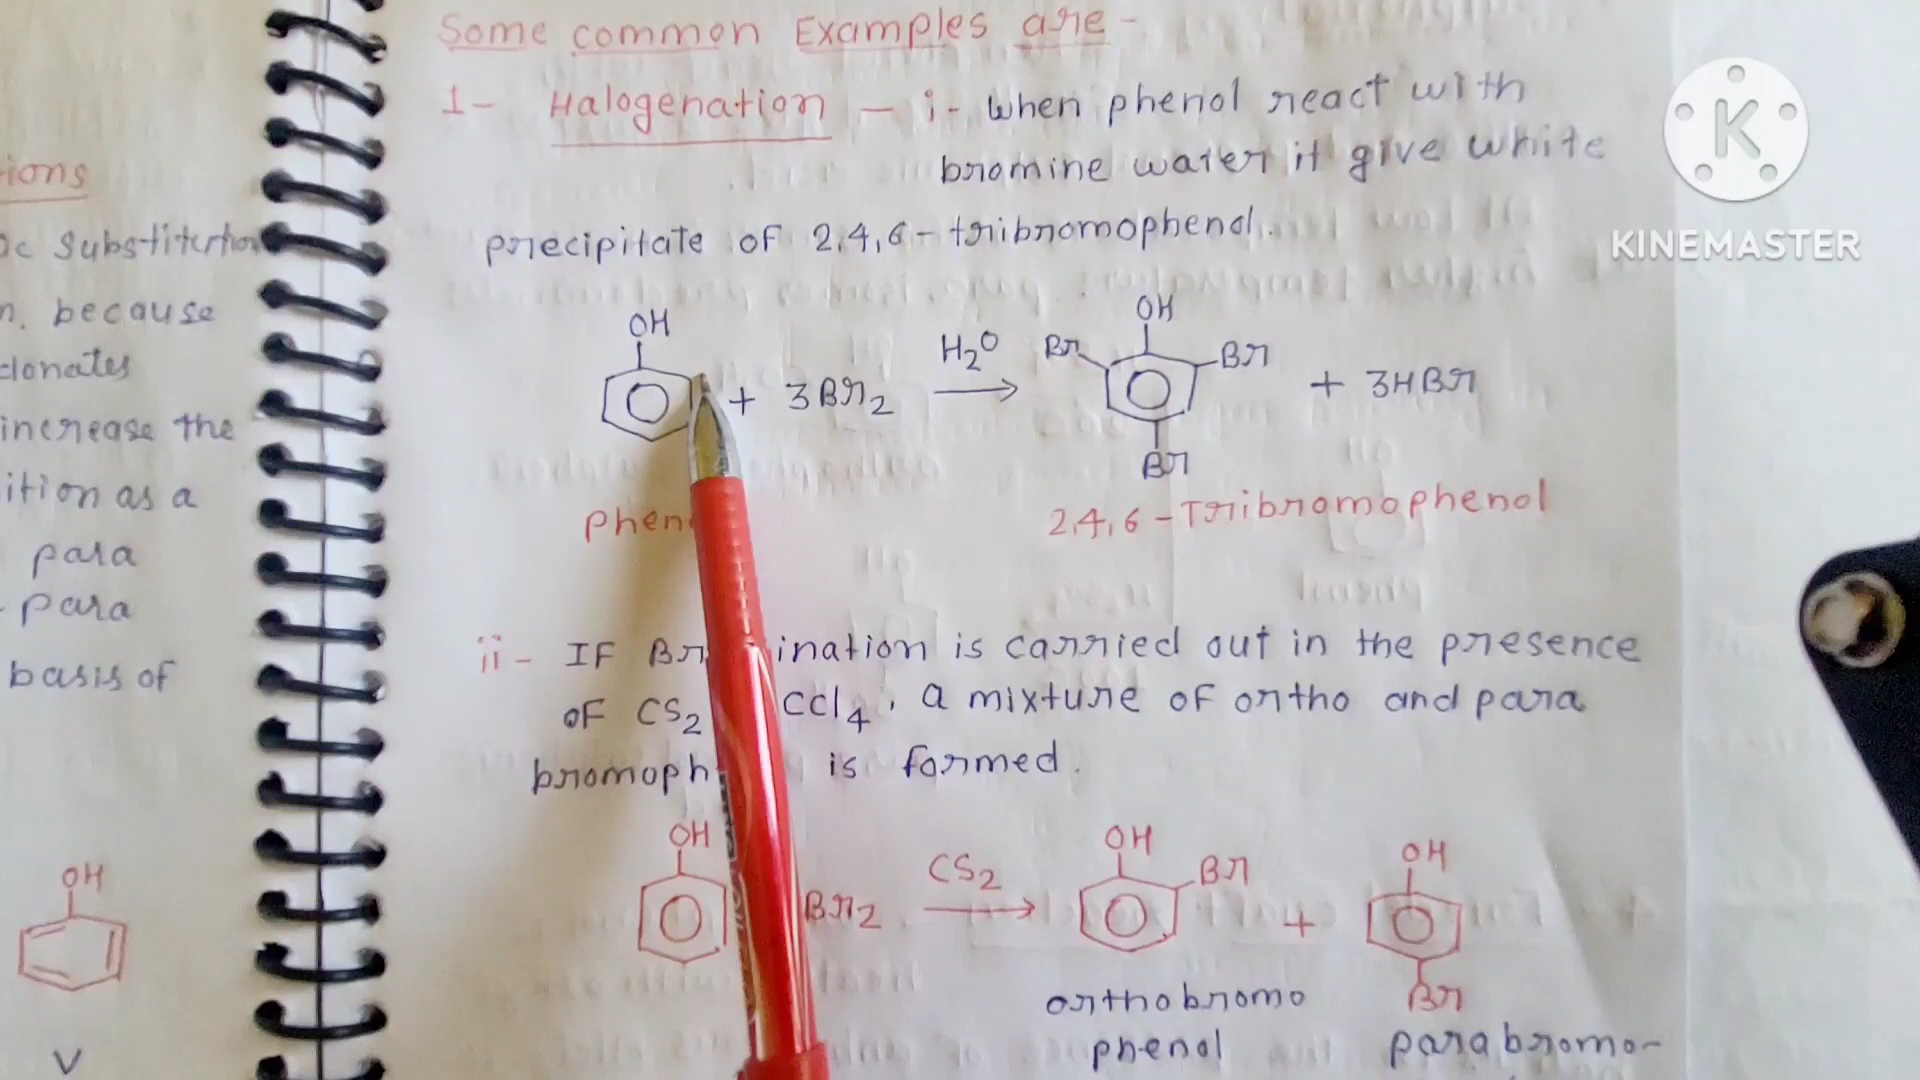 Some common Examples are -
1- Halogenation - i- when phenol react with
bromine water it give white
precipitate of 2,4,6-tribromophenol.
OH
+ 3Br2
H2O
OH
Br
Br
Br
+ 3HBr
2,4,6-Tribromophenol
ii- IF is carried out in the presence
OF CS2 CCl4, a mixture of ortho and para
is formed.
OH
Br2
CS2
OH
Br
+
OH
Br
orthobromo
phenol
parabromo-
ions
substitution
because
donates
increase the
ition as a
para
para
basis of
OH
V
K
KINEMASTER